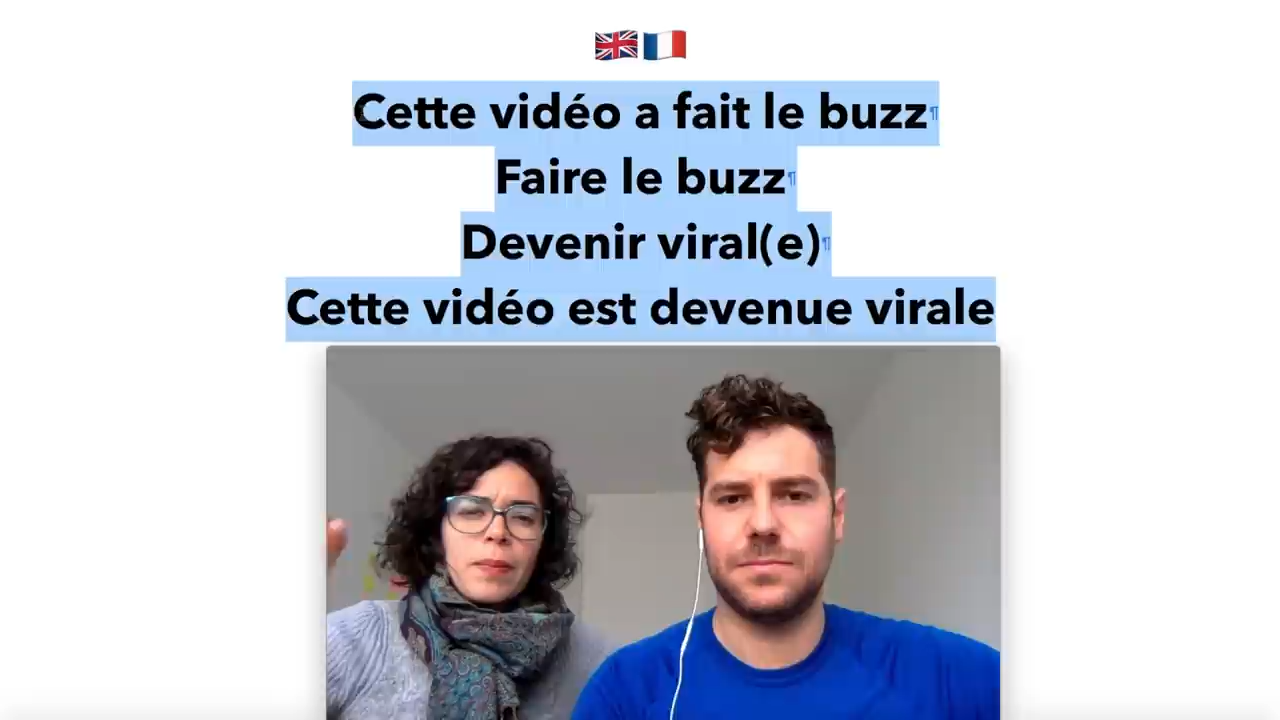 Cette vidéo a fait le buzz
Faire le buzz
Devenir viral(e)
Cette vidéo est devenue virale